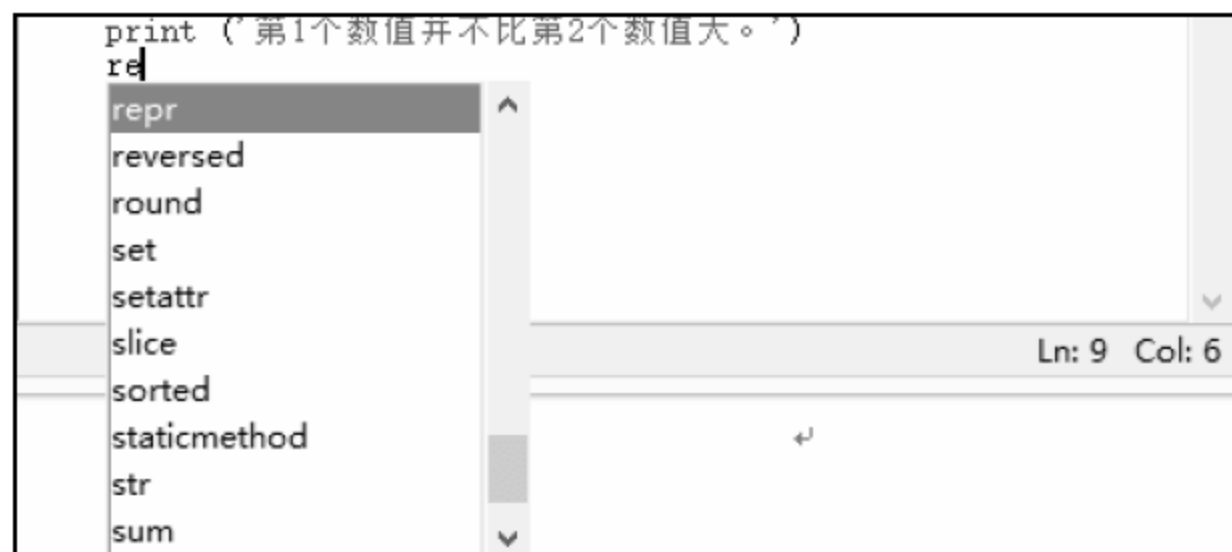 print ('第1个数值并不比第2个数值大。')
re
repr
reversed
round
set
setattr
slice
Ln: 9 Col: 6
sorted
staticmethod
str
sum